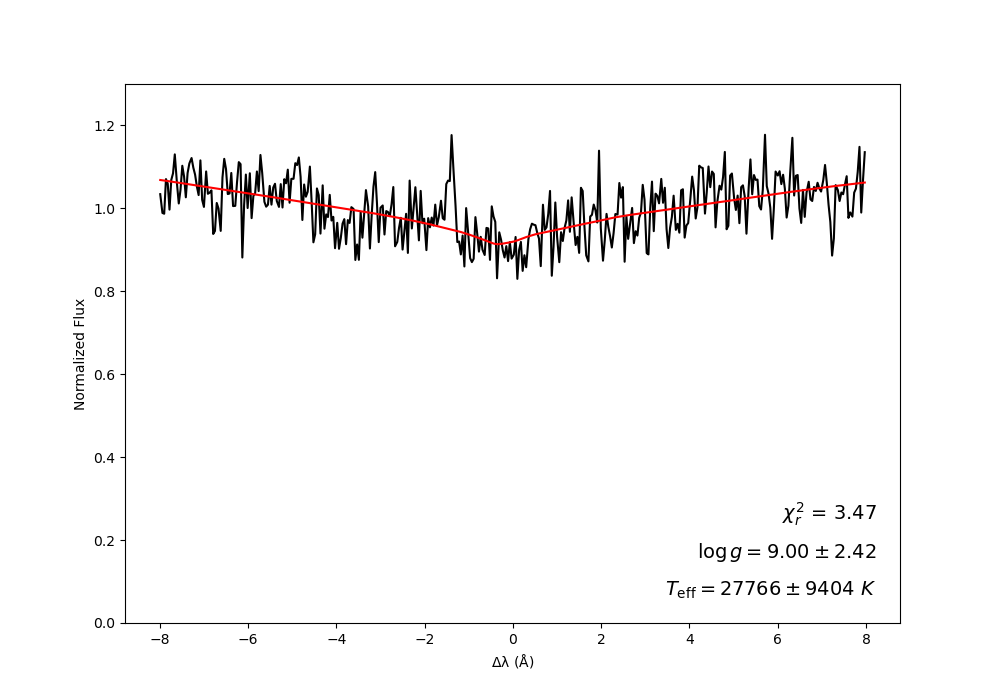 1.2
1.0
0.8
0.6
0.4
0.2
0.0
Normalized Flux
χ²ᵣ = 3.47
log g = 9.00 ± 2.42
T_eff = 27766 ± 9404 K
−8 −6 −4 −2 0 2 4 6 8
Δλ (Å)